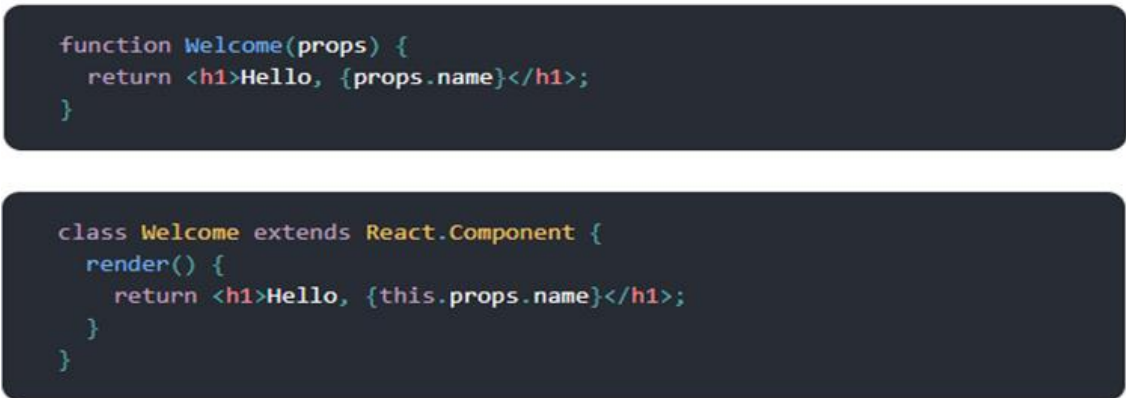 function Welcome(props) {
  return <h1>Hello, {props.name}</h1>;
}
class Welcome extends React.Component {
  render() {
    return <h1>Hello, {this.props.name}</h1>;
  }
}